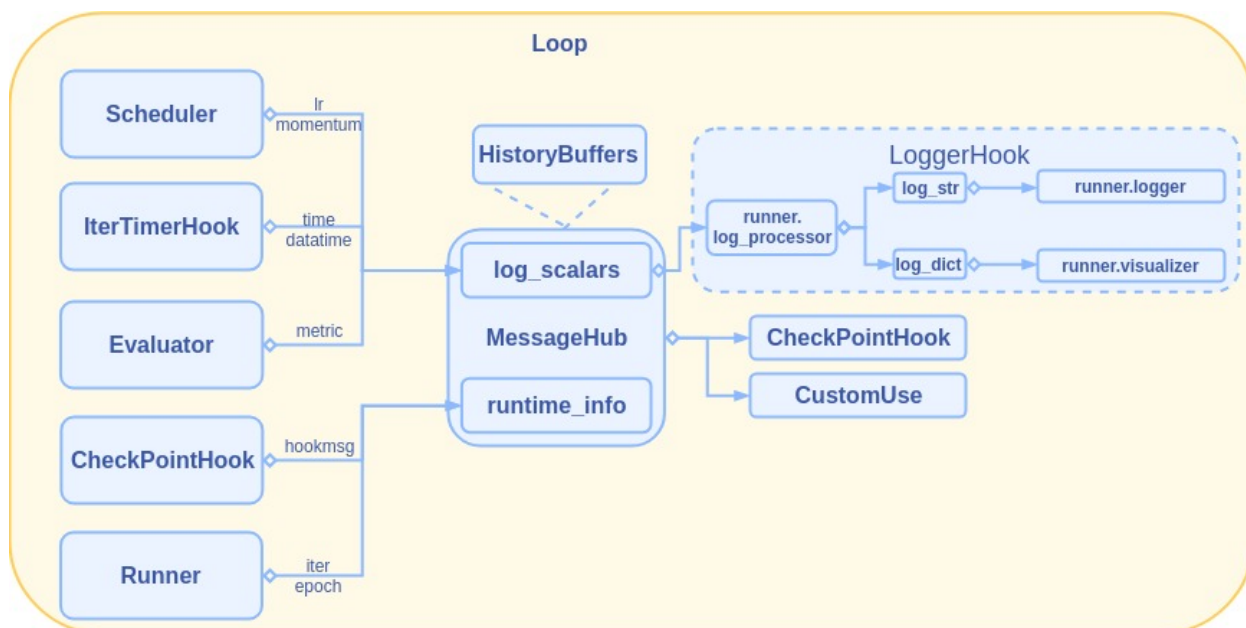 Loop
Scheduler
lr
momentum
IterTimerHook
time
datatime
Evaluator
metric
CheckPointHook
hookmsg
Runner
iter
epoch
HistoryBuffers
log_scalars
MessageHub
runtime_info
LoggerHook
runner.
log_processor
log_str
runner.logger
log_dict
runner.visualizer
CheckPointHook
CustomUse